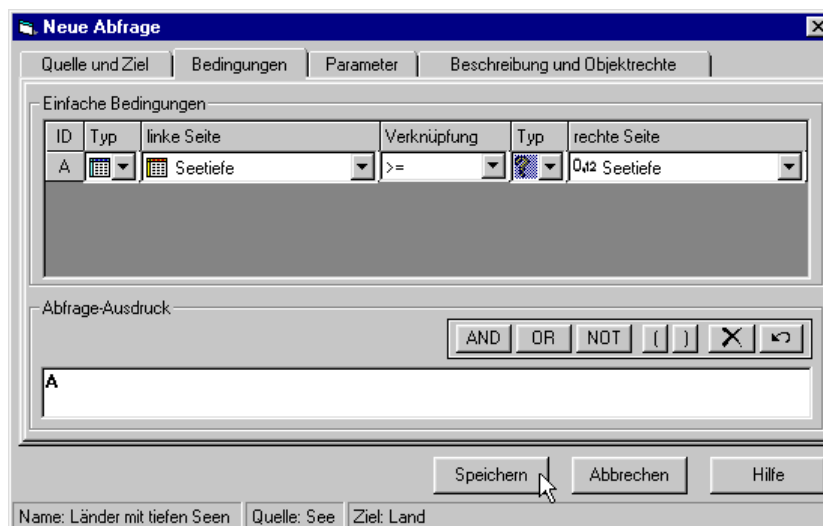 Neue Abfrage
Quelle und Ziel Bedingungen Parameter Beschreibung und Objektrechte
Einfache Bedingungen
ID Typ linke Seite Verknüpfung Typ rechte Seite
A Seetiefe >= ? 0,12 Seetiefe
Abfrage-Ausdruck
AND OR NOT ( )
A
Speichern Abbrechen Hilfe
Name: Länder mit tiefen Seen Quelle: See Ziel: Land